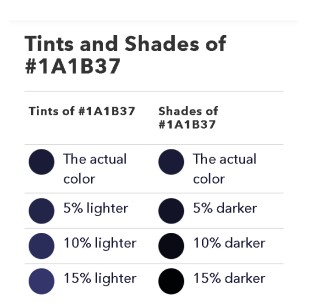 Tints and Shades of
#1A1B37
Tints of #1A1B37
Shades of
#1A1B37
The actual
color
The actual
color
5% lighter
5% darker
10% lighter
10% darker
15% lighter
15% darker